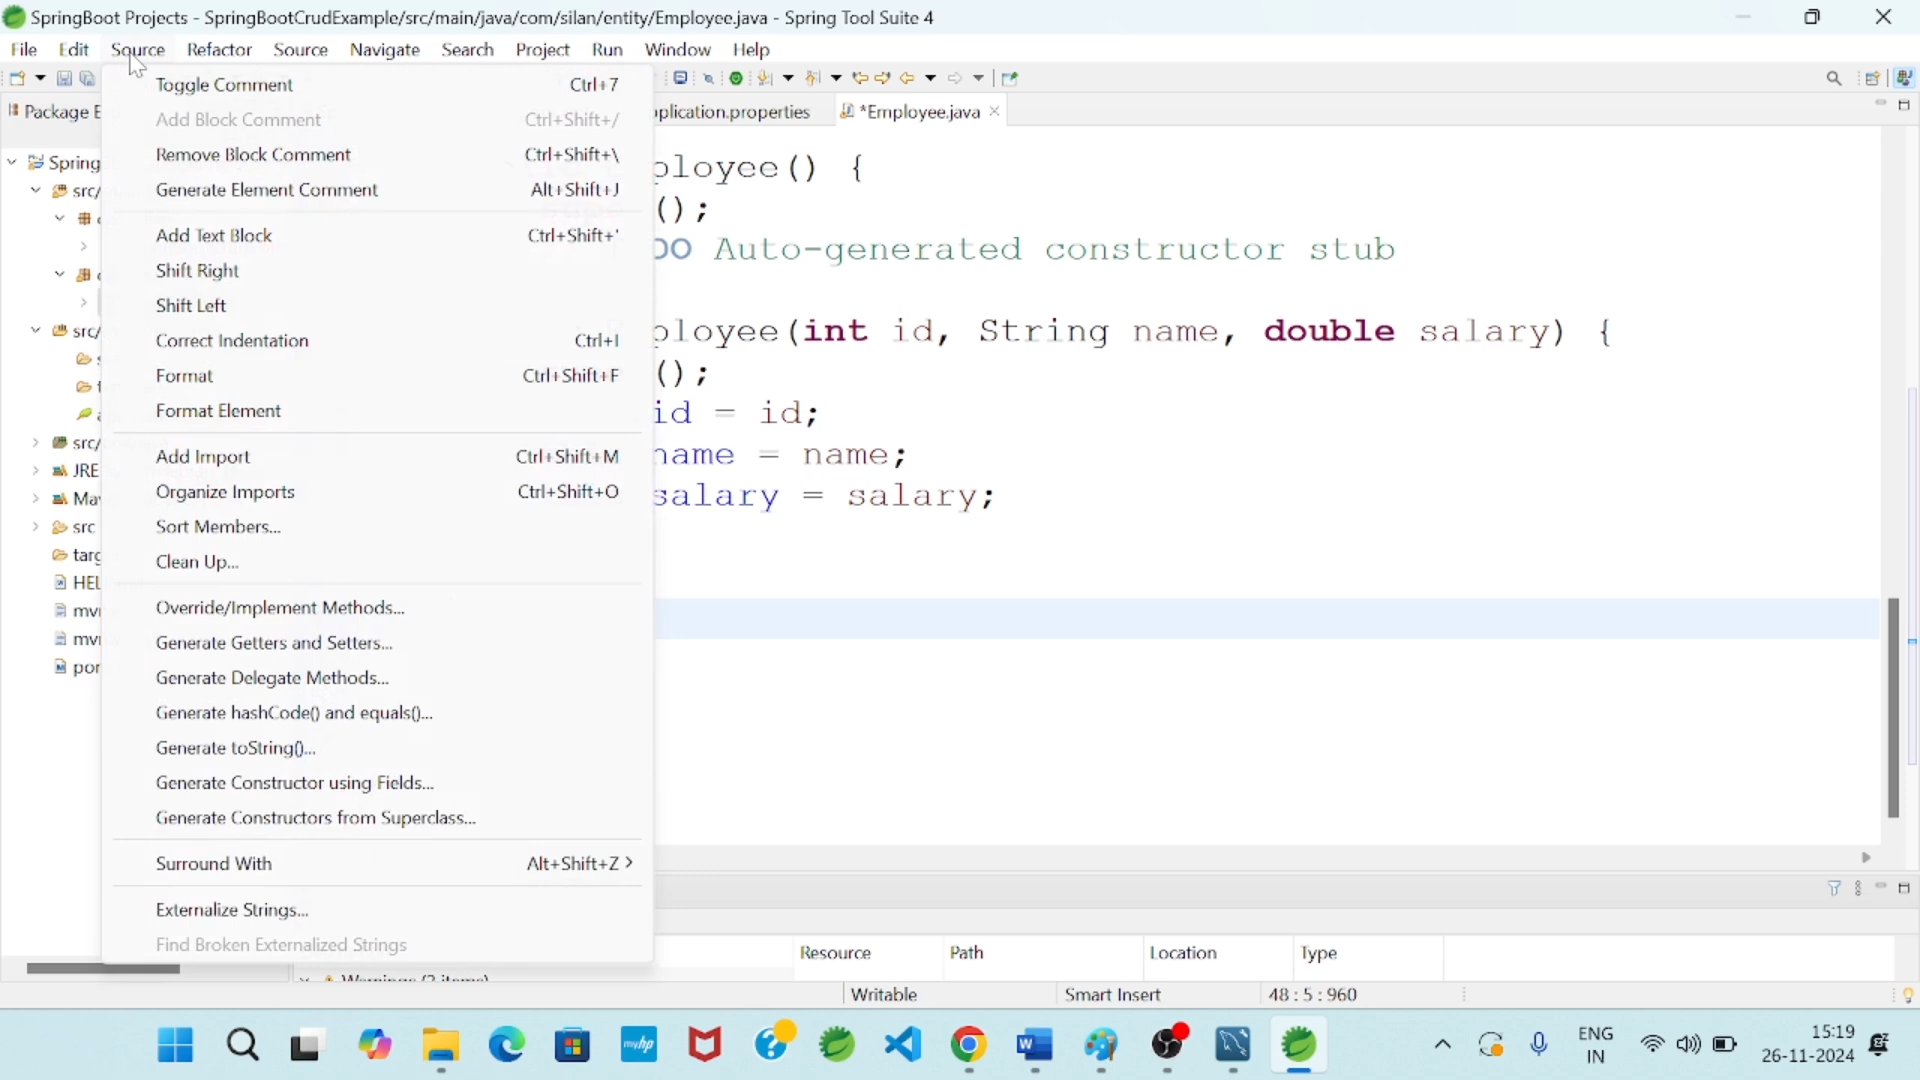 SpringBoot Projects - SpringBootCrudExample/src/main/java/com/silan/entity/Employee.java - Spring Tool Suite 4
File Edit Source Refactor Source Navigate Search Project Run Window Help
Package
plication.properties *Employee.java
Toggle Comment Ctrl+7
Add Block Comment Ctrl+Shift+/
Remove Block Comment Ctrl+Shift+\
Generate Element Comment Alt+Shift+J
Add Text Block Ctrl+Shift+'
Shift Right
Shift Left
Correct Indentation Ctrl+I
Format Ctrl+Shift+F
Format Element
Add Import Ctrl+Shift+M
Organize Imports Ctrl+Shift+O
Sort Members...
Clean Up...
Override/Implement Methods...
Generate Getters and Setters...
Generate Delegate Methods...
Generate hashCode() and equals()...
Generate toString()...
Generate Constructor using Fields...
Generate Constructors from Superclass...
Surround With Alt+Shift+Z >
Externalize Strings...
Find Broken Externalized Strings
Spring
src/
src/
src/
JRE
Mav
src
targ
HEL
mvn
mvn
pom
ployee() {
();
DO Auto-generated constructor stub
ployee(int id, String name, double salary) {
();
id = id;
name = name;
salary = salary;
Resource Path Location Type
Warnings (2 items)
Writable Smart Insert 48 : 5 : 960
myhp
ENG
IN
15:19
26-11-2024